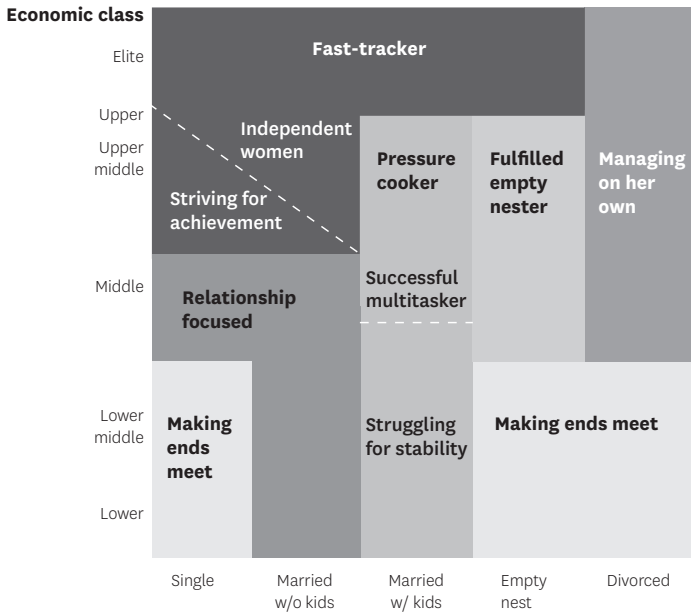 Economic class
Elite
Fast-tracker
Upper
Upper
middle
Independent
women
Striving for
achievement
Pressure
cooker
Fulfilled
empty
nester
Managing
on her
own
Middle
Relationship
focused
Successful
multitasker
Lower
middle
Making
ends
meet
Struggling
for stability
Making ends meet
Lower
Single
Married
w/o kids
Married
w/ kids
Empty
nest
Divorced